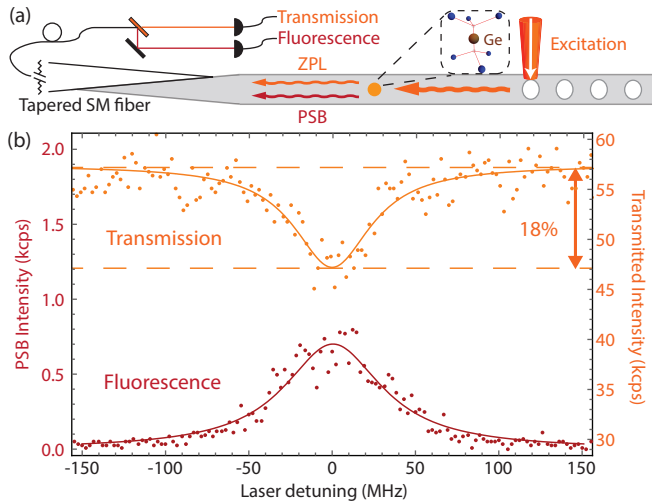 (a)
Transmission
Fluorescence
Ge
Excitation
ZPL
PSB
Tapered SM fiber
(b)
2.0
1.5
1.0
0.5
0.0
PSB Intensity (kcps)
60
55
50
45
40
35
30
Transmitted Intensity
(kcps)
Transmission
18%
Fluorescence
-150
-100
-50
0
50
100
150
Laser detuning (MHz)